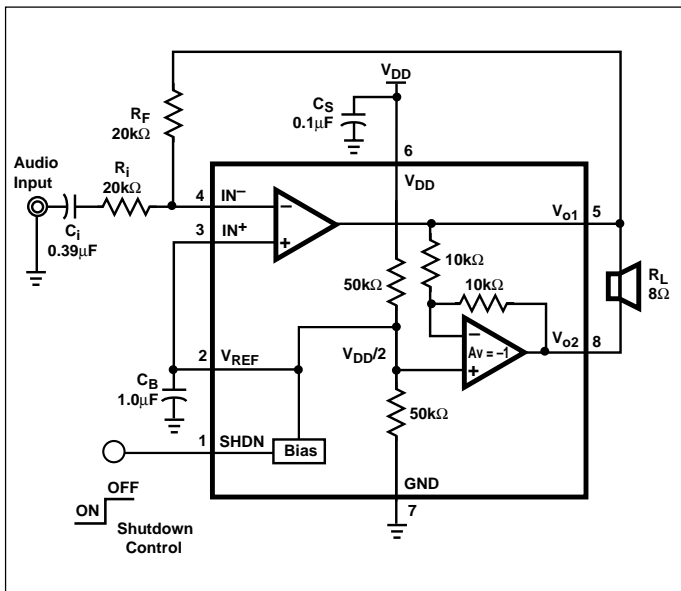 VDD
CS
0.1μF
RF
20kΩ
Audio
Input
Ri
20kΩ
Ci
0.39μF
6
VDD
4 IN–
3 IN+
–
+
Vo1 5
10kΩ
10kΩ
50kΩ
RL
8Ω
2 VREF
VDD/2
–
Av = –1
+
Vo2 8
CB
1.0μF
50kΩ
1 SHDN
Bias
GND
7
OFF
ON
Shutdown
Control